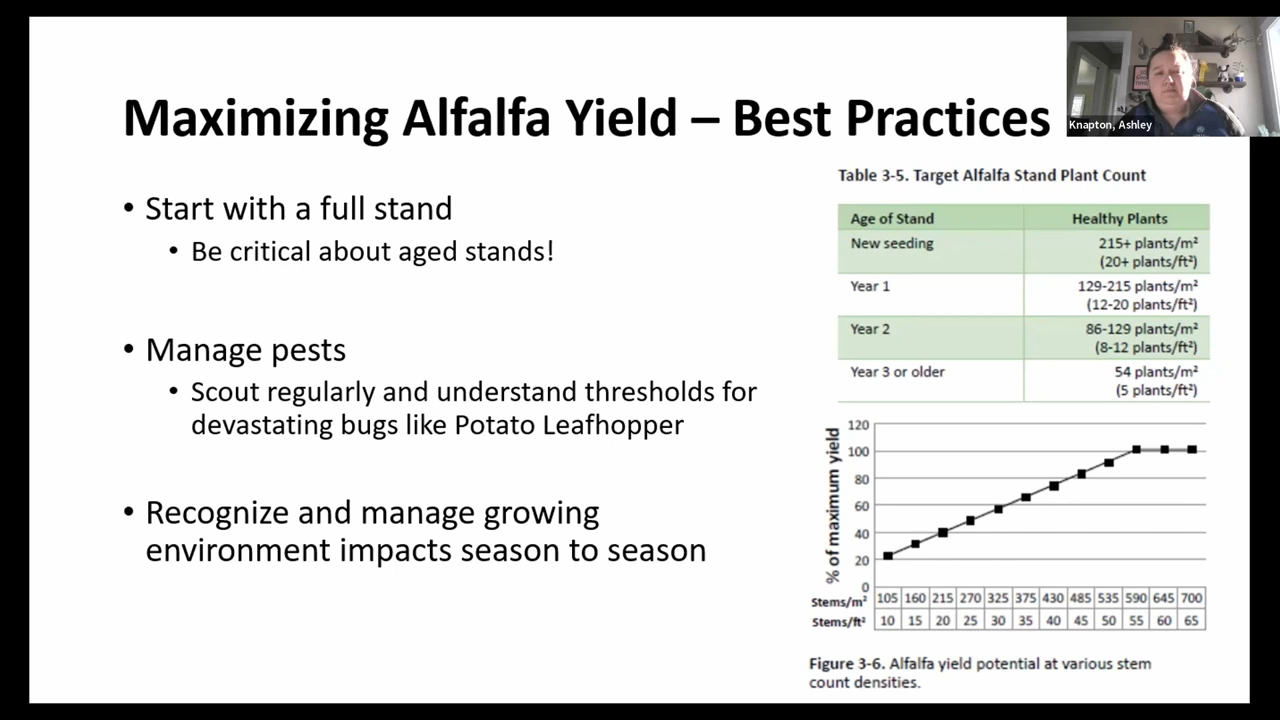 Maximizing Alfalfa Yield – Best Practices
Knapton, Ashley
• Start with a full stand
• Be critical about aged stands!
• Manage pests
• Scout regularly and understand thresholds for
devastating bugs like Potato Leafhopper
• Recognize and manage growing
environment impacts season to season
Table 3-5. Target Alfalfa Stand Plant Count
Age of Stand Healthy Plants
New seeding 215+ plants/m²
(20+ plants/ft²)
Year 1 129-215 plants/m²
(12-20 plants/ft²)
Year 2 86-129 plants/m²
(8-12 plants/ft²)
Year 3 or older 54 plants/m²
(5 plants/ft²)
% of maximum yield
120
100
80
60
40
20
0
Stems/m² 105 160 215 270 325 375 430 485 535 590 645 700
Stems/ft² 10 15 20 25 30 35 40 45 50 55 60 65
Figure 3-6. Alfalfa yield potential at various stem
count densities.